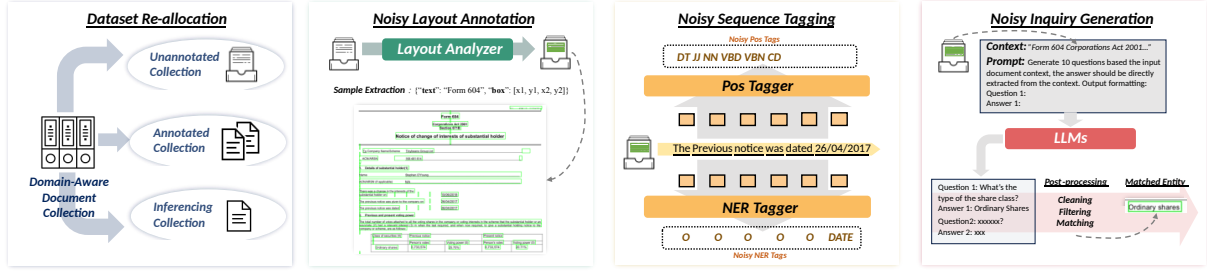 Dataset Re-allocation
Unannotated
Collection
Annotated
Collection
Inferencing
Collection
Domain-Aware
Document
Collection
Noisy Layout Annotation
Layout Analyzer
Sample Extraction : {"text": "Form 604", "box": [x1, y1, x2, y2]}
Form 604
Corporations Act 2001
Notice of change of interests of substantial holder
Noisy Sequence Tagging
Noisy Pos Tags
DT JJ NN VBD VBN CD
Pos Tagger
The Previous notice was dated 26/04/2017
NER Tagger
O O O O O DATE
Noisy NER Tags
Noisy Inquiry Generation
Context: "Form 604 Corporations Act 2001..."
Prompt: Generate 10 questions based the input
document context, the answer should be directly
extracted from the context. Output formatting:
Question 1:
Answer 1:
LLMs
Question 1: What's the
type of the share class?
Answer 1: Ordinary Shares
Question2: xxxxxx?
Answer 2: xxx
Post-processing
Cleaning
Filtering
Matching
Matched Entity
Ordinary shares